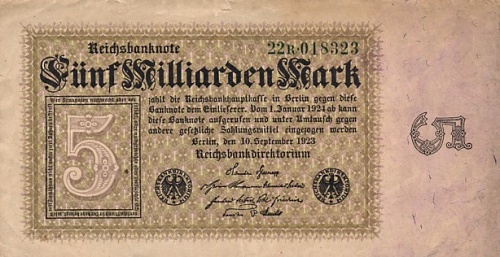 Reichsbanknote
22R·018323
Fünf Milliarden Mark
zahlt die Reichsbankhauptkasse in Berlin gegen diese
Banknote dem Einlieferer. Vom 1. Januar 1924 ab kann
diese Banknote aufgerufen und unter Umtausch gegen
andere gesetzliche Zahlungsmittel eingezogen werden
Berlin, den 10. September 1923
Reichsbankdirektorium
5
5